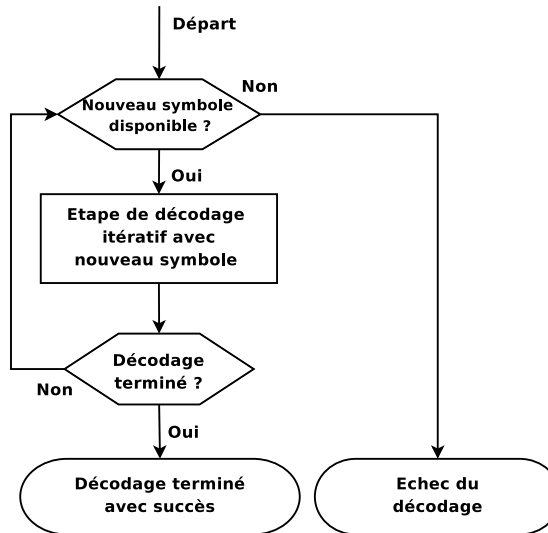 Départ
Non
Nouveau symbole
disponible ?
Oui
Etape de décodage
itératif avec
nouveau symbole
Décodage
terminé ?
Non
Oui
Décodage terminé
avec succès
Echec du
décodage